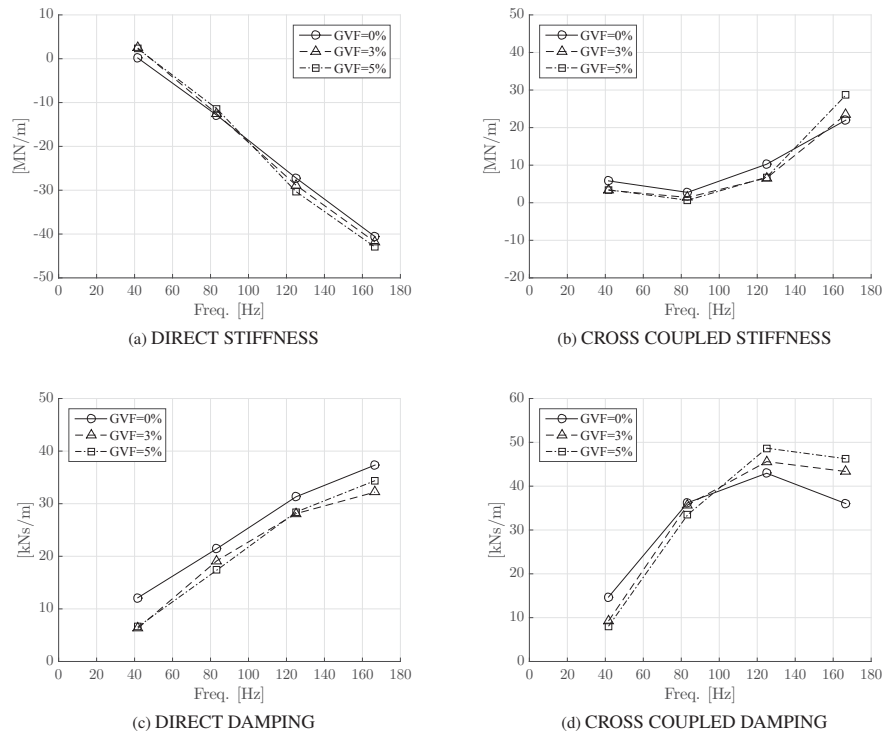 10
0
-10
-20
-30
-40
-50
[MN/m]
GVF=0%
GVF=3%
GVF=5%
0 20 40 60 80 100 120 140 160 180
Freq. [Hz]
(a) DIRECT STIFFNESS
50
40
30
20
10
0
-10
-20
[MN/m]
GVF=0%
GVF=3%
GVF=5%
0 20 40 60 80 100 120 140 160 180
Freq. [Hz]
(b) CROSS COUPLED STIFFNESS
50
40
30
20
10
0
[kNs/m]
GVF=0%
GVF=3%
GVF=5%
0 20 40 60 80 100 120 140 160 180
Freq. [Hz]
(c) DIRECT DAMPING
60
50
40
30
20
10
0
[kNs/m]
GVF=0%
GVF=3%
GVF=5%
0 20 40 60 80 100 120 140 160 180
Freq. [Hz]
(d) CROSS COUPLED DAMPING